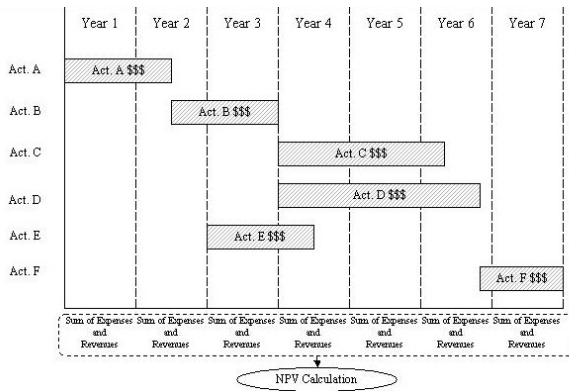 Year 1 Year 2 Year 3 Year 4 Year 5 Year 6 Year 7
Act. A
Act. A $$$
Act. B
Act. B $$$
Act. C
Act. C $$$
Act. D
Act. D $$$
Act. E
Act. E $$$
Act. F
Act. F $$$
Sum of Expenses Sum of Expenses Sum of Expenses Sum of Expenses Sum of Expenses Sum of Expenses Sum of Expenses
and and and and and and and
Revenues Revenues Revenues Revenues Revenues Revenues Revenues
NPV Calculation